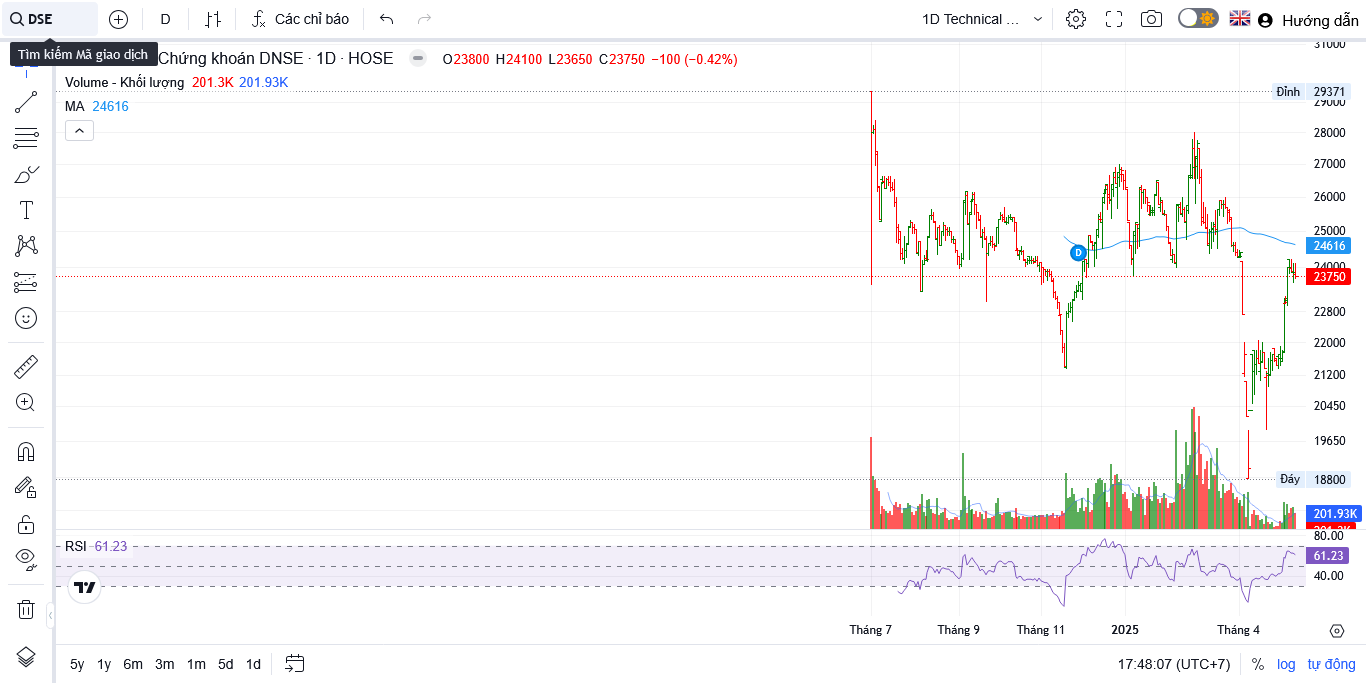 DSE D Các chỉ báo 1D Technical ... Hướng dẫn
Tìm kiếm Mã giao dịch
Chứng khoán DNSE · 1D · HOSE O23800 H24100 L23650 C23750 −100 (−0.42%)
Volume - Khối lượng 201.3K 201.93K
MA 24616
31000
Đỉnh 29371
29000
28000
27000
26000
25000
24616
24000
23750
22800
22000
21200
20450
19650
Đáy 18800
201.93K
80.00
RSI 61.23
61.23
40.00
D
Tháng 7 Tháng 9 Tháng 11 2025 Tháng 4
5y 1y 6m 3m 1m 5d 1d 17:48:07 (UTC+7) % log tự động